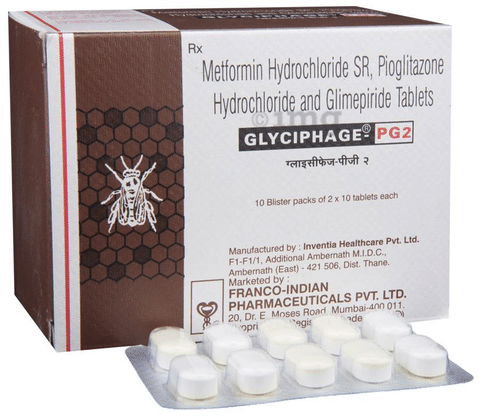 Rx
Metformin Hydrochloride SR, Pioglitazone
Hydrochloride and Glimepiride Tablets
©1mg
GLYCIPHAGE®-PG2
ग्लाइसीफेज-पीजी २
10 Blister packs of 2 x 10 tablets each
Manufactured by : Inventia Healthcare Pvt. Ltd.
F1-F1/1, Additional Ambernath M.I.D.C.,
Ambernath (East) - 421 506, Dist. Thane.
Marketed by :
FRANCO-INDIAN
PHARMACEUTICALS PVT. LTD.
20, Dr. E. Moses Road, Mumbai-400 011.